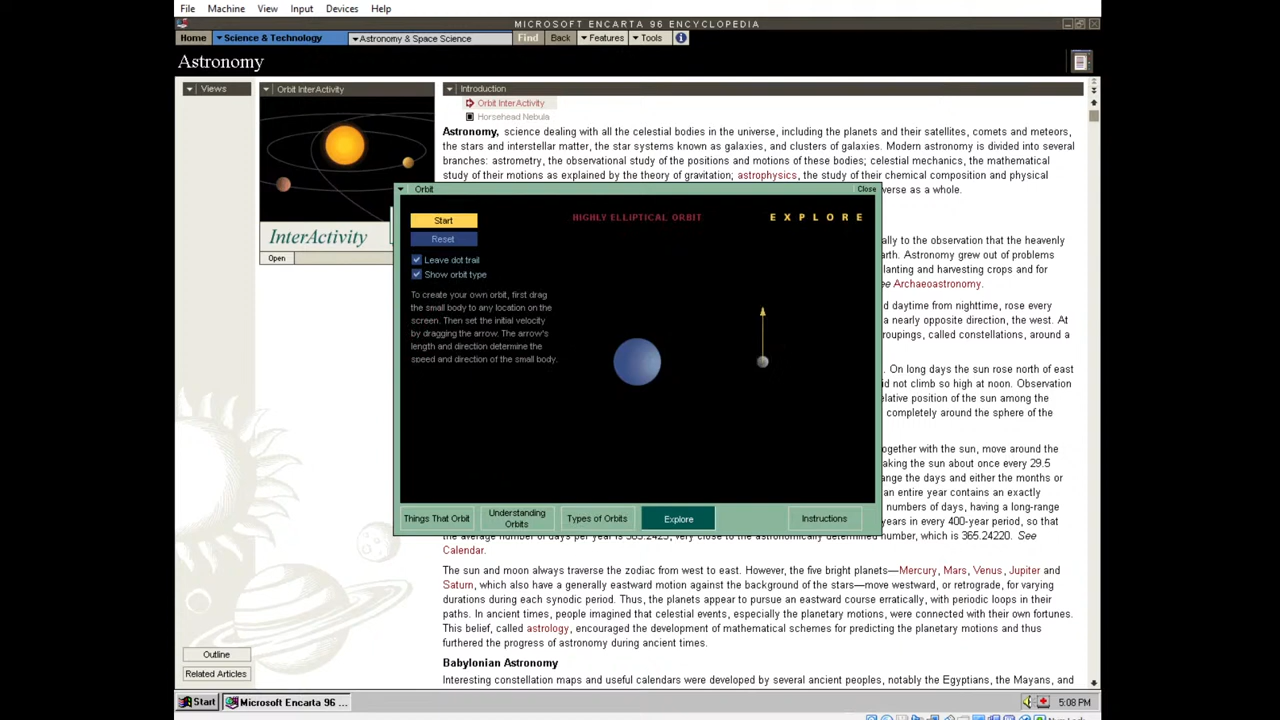 File Machine View Input Devices Help
MICROSOFT ENCARTA 96 ENCYCLOPEDIA
Home Science & Technology Astronomy & Space Science Find Back Features Tools
Astronomy
Views
Orbit InterActivity
InterActivity
Open
Introduction
Orbit InterActivity
Horsehead Nebula
Astronomy, science dealing with all the celestial bodies in the universe, including the planets and their satellites, comets and meteors,
the stars and interstellar matter, the star systems known as galaxies, and clusters of galaxies. Modern astronomy is divided into several
branches: astrometry, the observational study of the positions and motions of these bodies; celestial mechanics, the mathematical
study of their motions as explained by the theory of gravitation; astrophysics, the study of their chemical composition and physical
verse as a whole.
ally to the observation that the heavenly
arth. Astronomy grew out of problems
lanting and harvesting crops and for
ee Archaeoastronomy.
d daytime from nighttime, rose every
a nearly opposite direction, the west. At
roupings, called constellations, around a
. On long days the sun rose north of east
id not climb so high at noon. Observation
elative position of the sun among the
completely around the sphere of the
ogether with the sun, move around the
aking the sun about once every 29.5
nge the days and either the months or
an entire year contains an exactly
numbers of days, having a long-range
years in every 400-year period, so that
the average number of days per year is 365.2425, very close to the astronomically determined number, which is 365.24220. See
Calendar.
The sun and moon always traverse the zodiac from west to east. However, the five bright planets—Mercury, Mars, Venus, Jupiter and
Saturn, which also have a generally eastward motion against the background of the stars—move westward, or retrograde, for varying
durations during each synodic period. Thus, the planets appear to pursue an eastward course erratically, with periodic loops in their
paths. In ancient times, people imagined that celestial events, especially the planetary motions, were connected with their own fortunes.
This belief, called astrology, encouraged the development of mathematical schemes for predicting the planetary motions and thus
furthered the progress of astronomy during ancient times.
Babylonian Astronomy
Interesting constellation maps and useful calendars were developed by several ancient peoples, notably the Egyptians, the Mayans, and
Orbit Close
Start
Reset
HIGHLY ELLIPTICAL ORBIT
EXPLORE
Leave dot trail
Show orbit type
To create your own orbit, first drag
the small body to any location on the
screen. Then set the initial velocity
by dragging the arrow. The arrow's
length and direction determine the
speed and direction of the small body.
Things That Orbit
Understanding
Orbits
Types of Orbits
Explore
Instructions
Outline
Related Articles
Start Microsoft Encarta 96 ... 5:08 PM